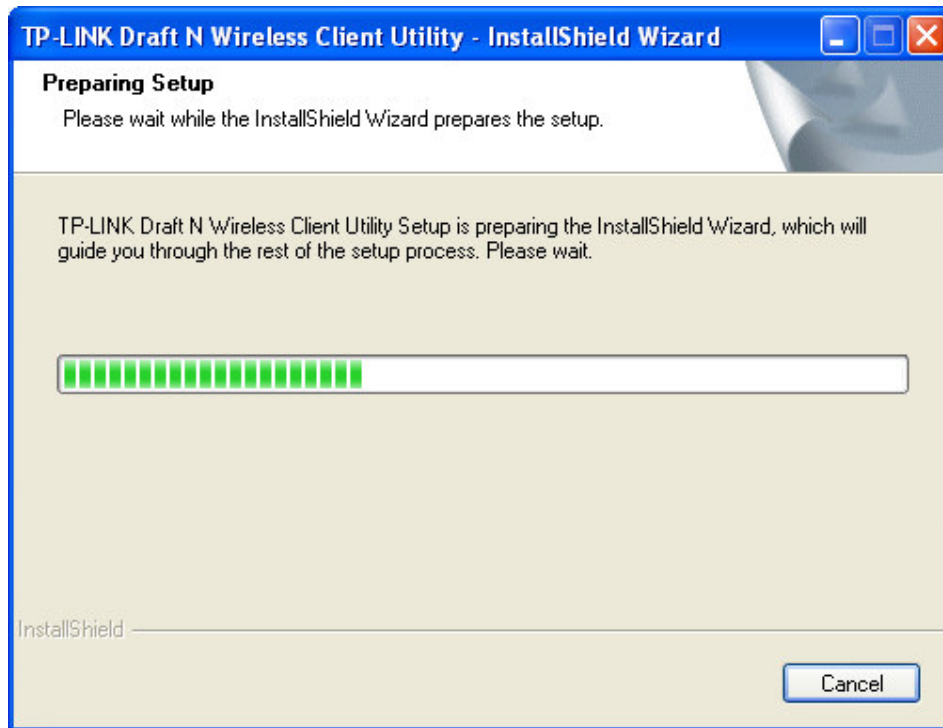 TP-LINK Draft N Wireless Client Utility - InstallShield Wizard
Preparing Setup
Please wait while the InstallShield Wizard prepares the setup.
TP-LINK Draft N Wireless Client Utility Setup is preparing the InstallShield Wizard, which will
guide you through the rest of the setup process. Please wait.
InstallShield
Cancel